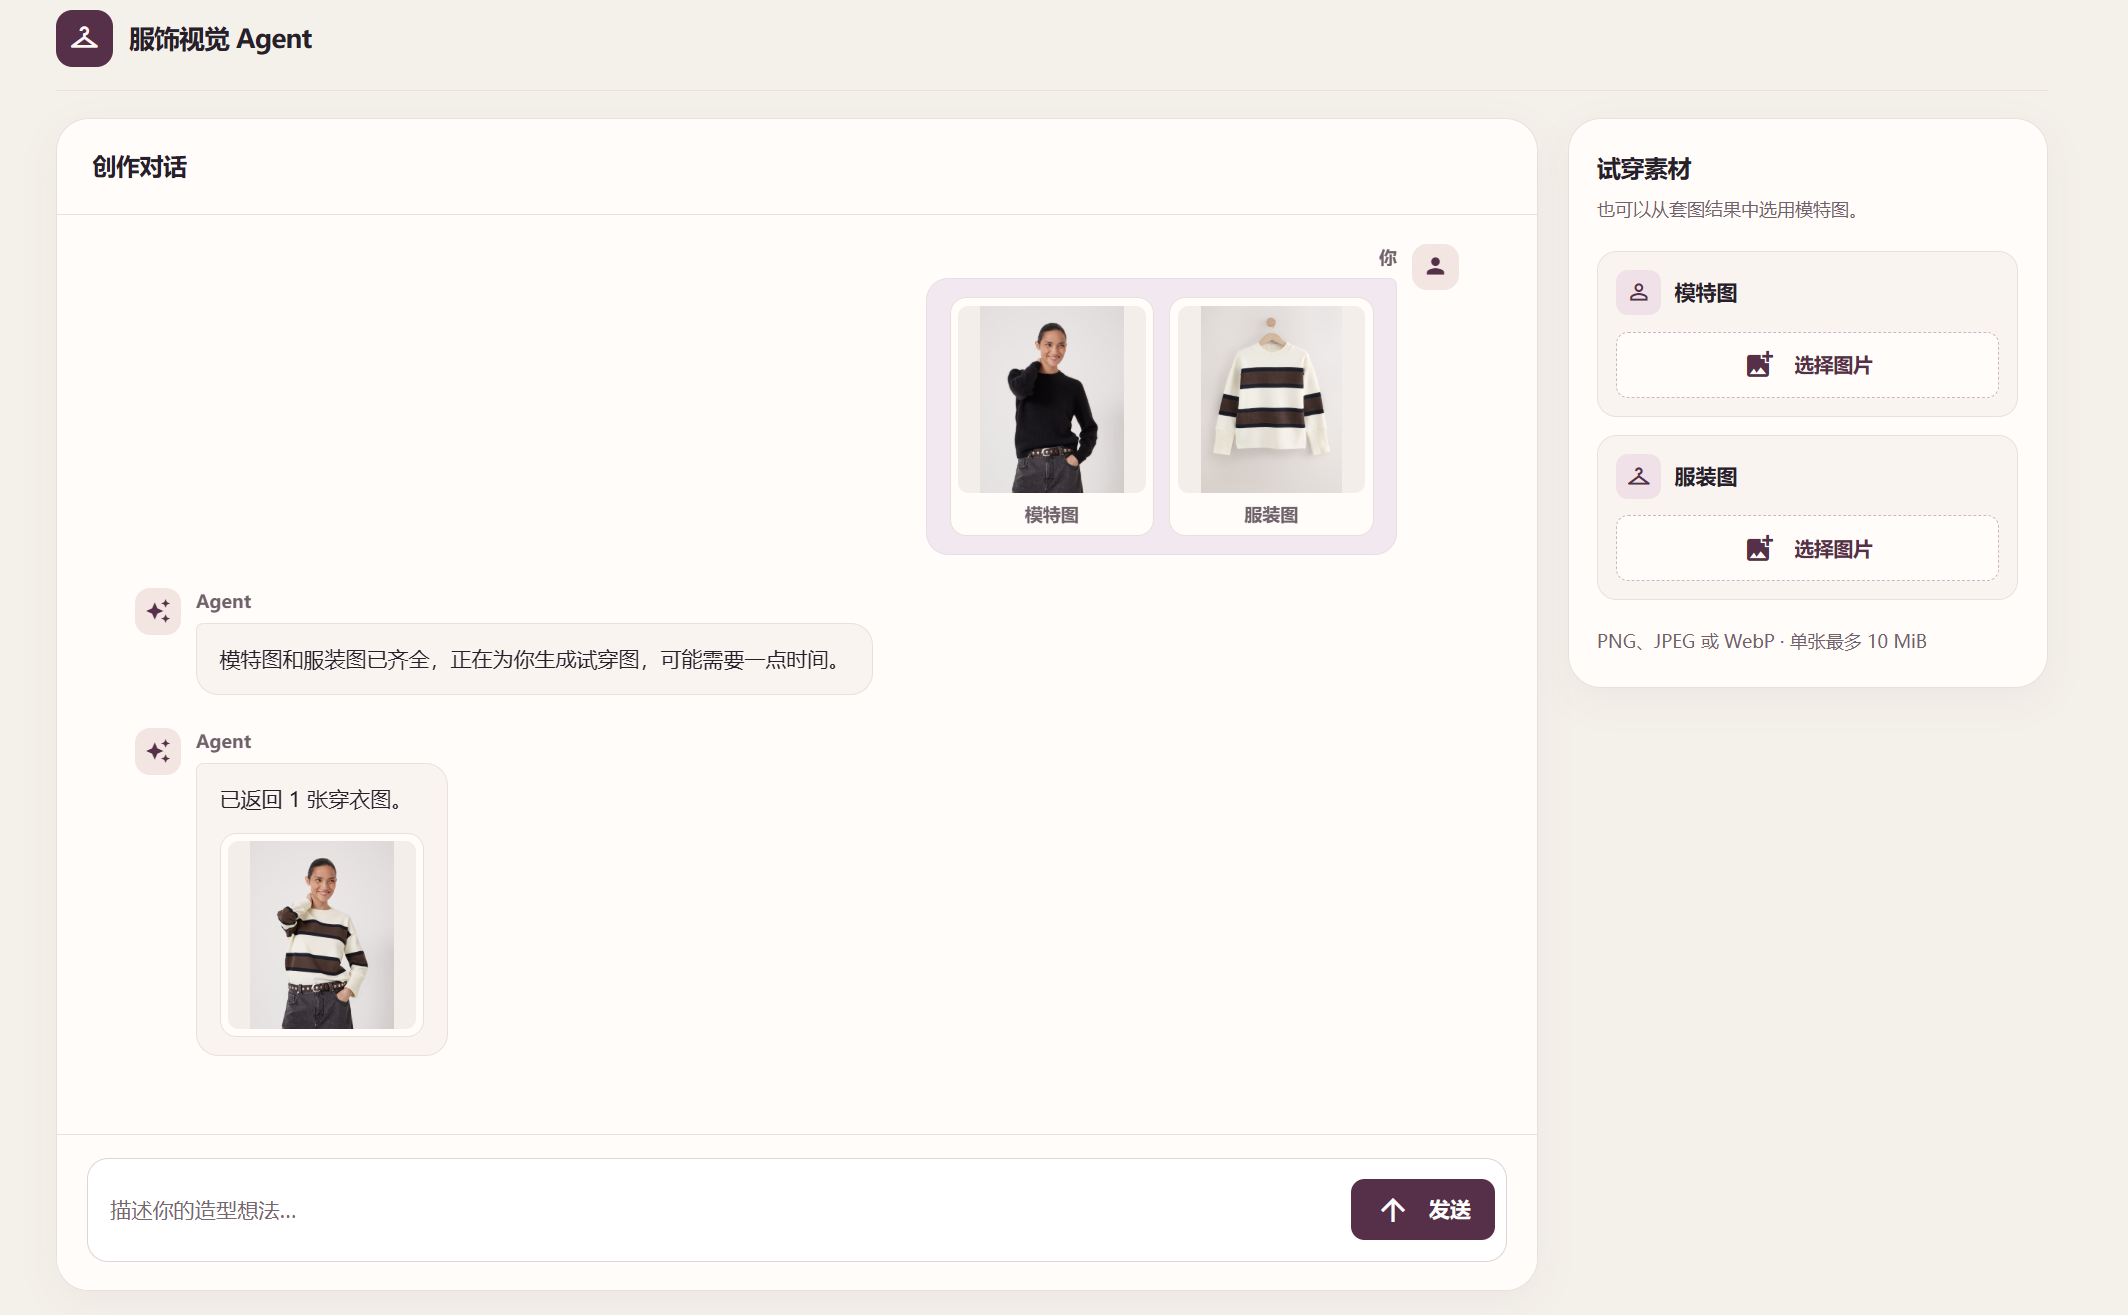 服饰视觉 Agent
创作对话
你
模特图
服装图
Agent
模特图和服装图已齐全，正在为你生成试穿图，可能需要一点时间。
Agent
已返回 1 张穿衣图。
描述你的造型想法...
发送
试穿素材
也可以从套图结果中选用模特图。
模特图
选择图片
服装图
选择图片
PNG、JPEG 或 WebP · 单张最多 10 MiB